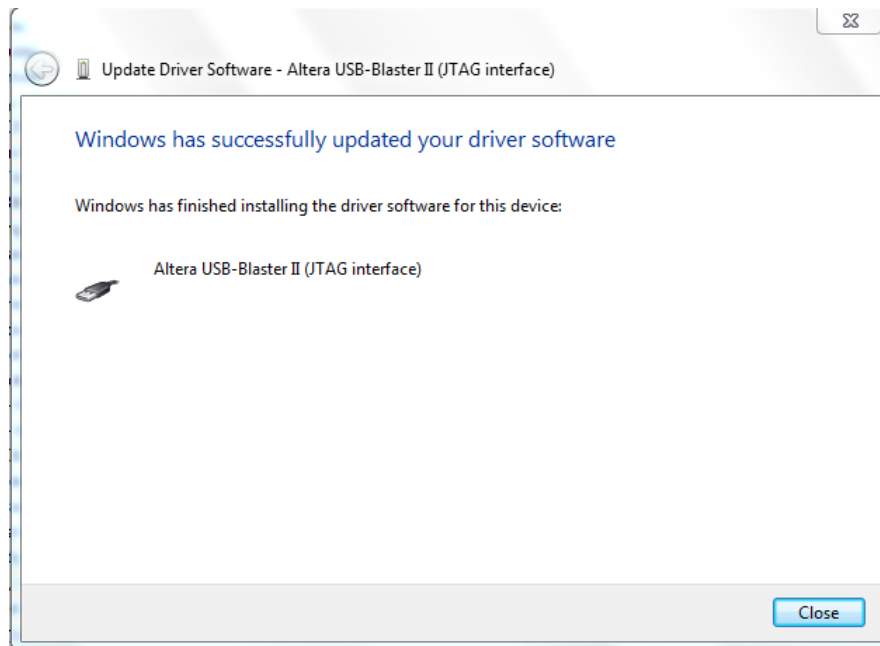 Update Driver Software - Altera USB-Blaster II (JTAG interface)
Windows has successfully updated your driver software
Windows has finished installing the driver software for this device:
Altera USB-Blaster II (JTAG interface)
Close